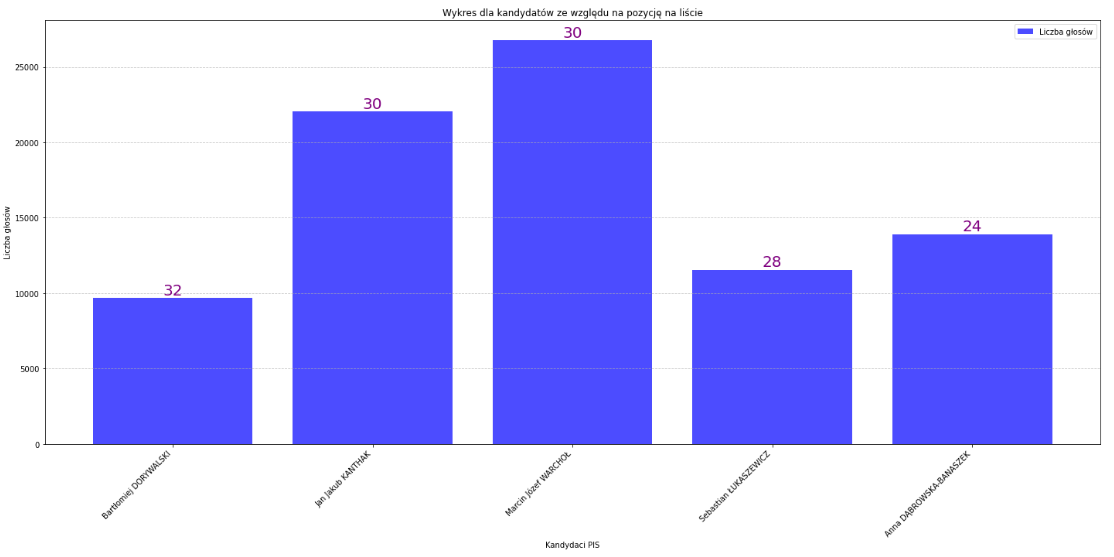 Wykres dla kandydatów ze względu na pozycję na liście
Liczba głosów
Liczba głosów
25000
20000
15000
10000
5000
0
32
30
30
28
24
Bartłomiej DORYWALSKI
Jan Jakub KANTHAK
Marcin Józef WARCHOŁ
Sebastian ŁUKASZEWICZ
Anna DĄBROWSKA-BANASZEK
Kandydaci PIS